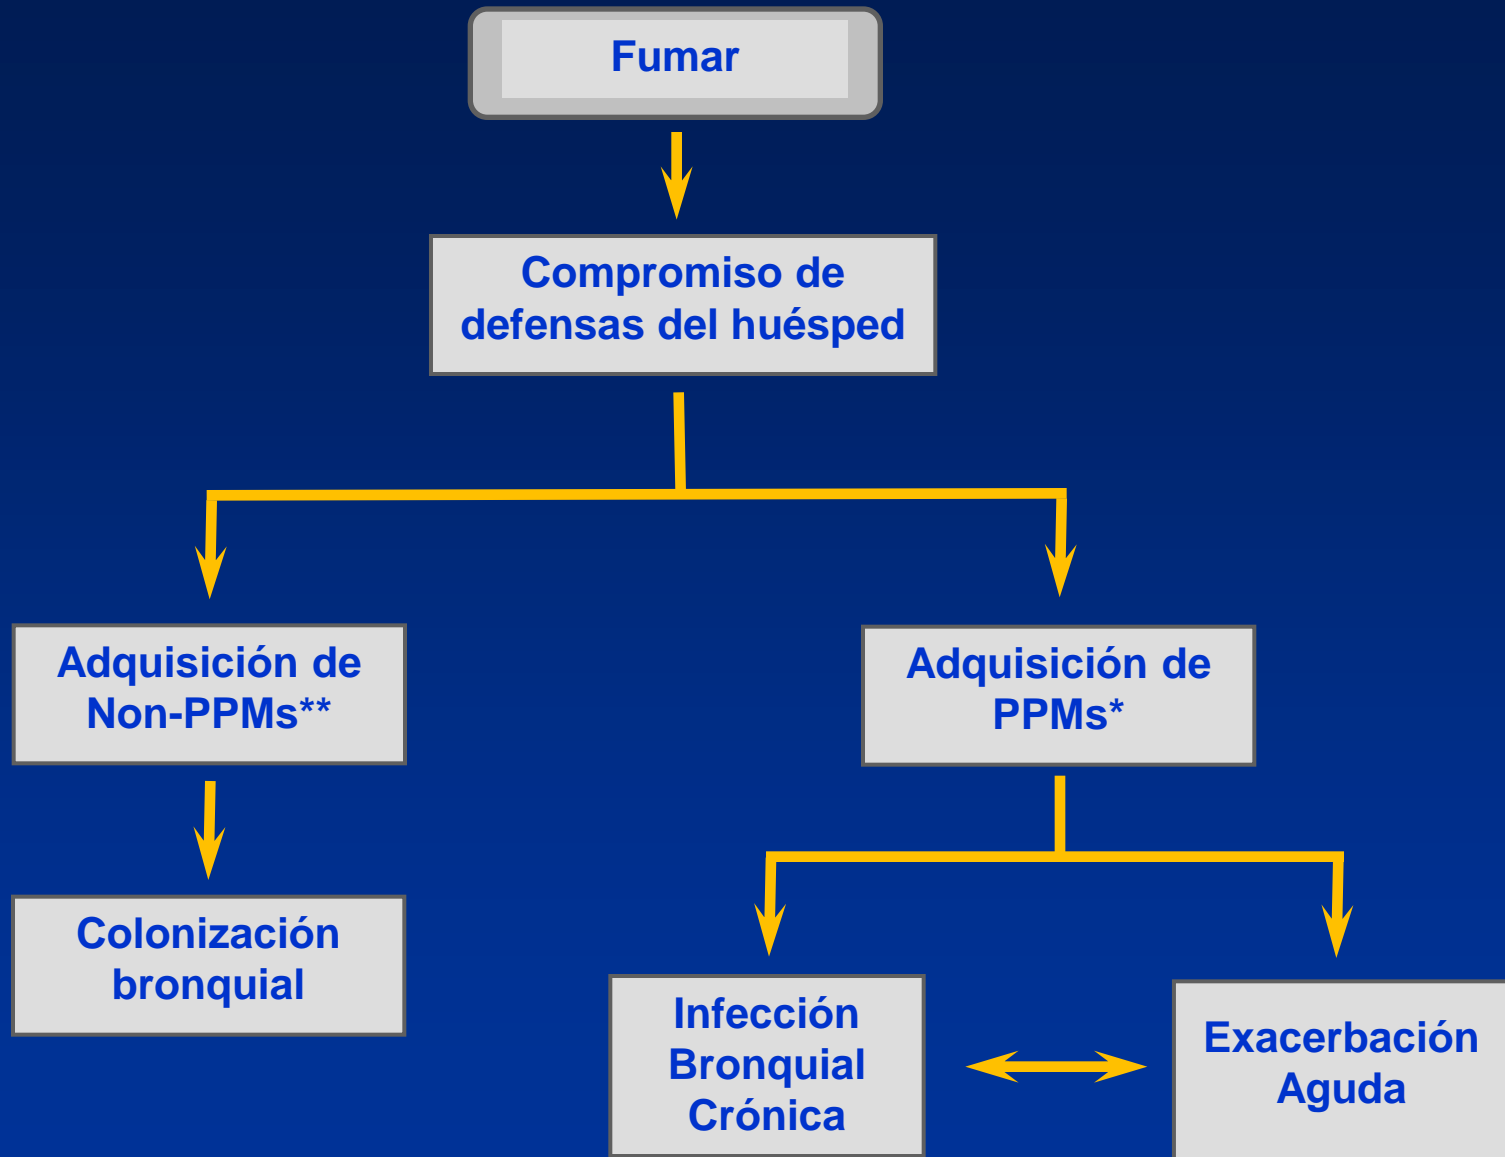 Fumar
Compromiso de
defensas del huésped
Adquisición de
Non-PPMs**
Adquisición de
PPMs*
Colonización
bronquial
Infección
Bronquial
Crónica
Exacerbación
Aguda